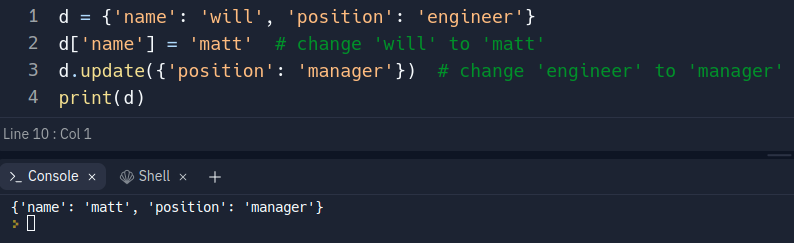 1 d = {'name': 'will', 'position': 'engineer'}
2 d['name'] = 'matt'  # change 'will' to 'matt'
3 d.update({'position': 'manager'})  # change 'engineer' to 'manager'
4 print(d)
Line 10 : Col 1
>_ Console × Shell × +
{'name': 'matt', 'position': 'manager'}